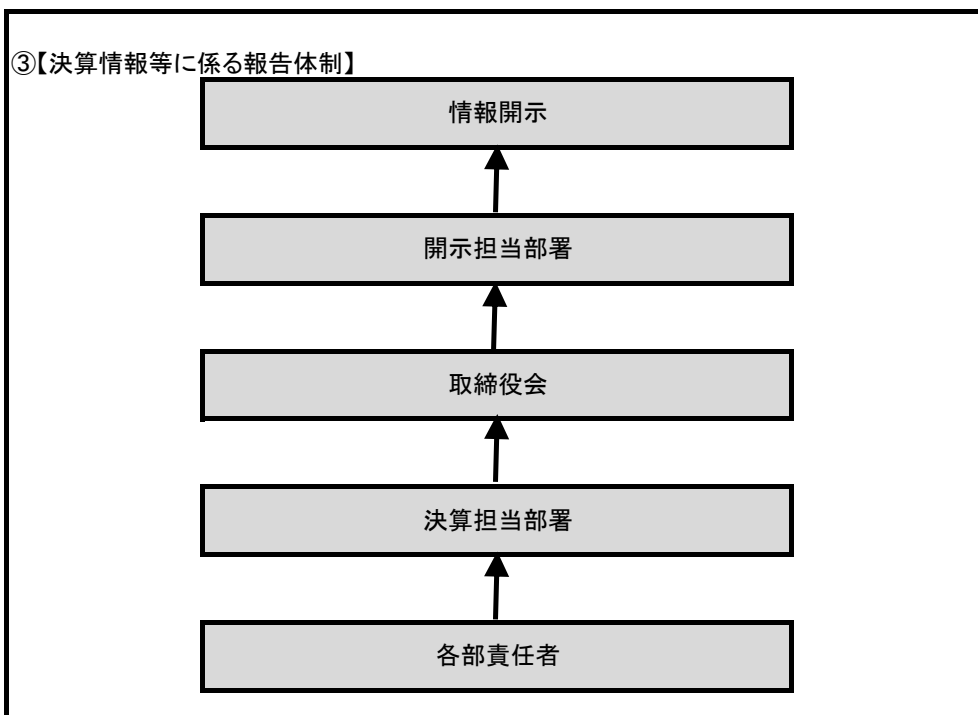 ③【決算情報等に係る報告体制】
情報開示
開示担当部署
取締役会
決算担当部署
各部責任者